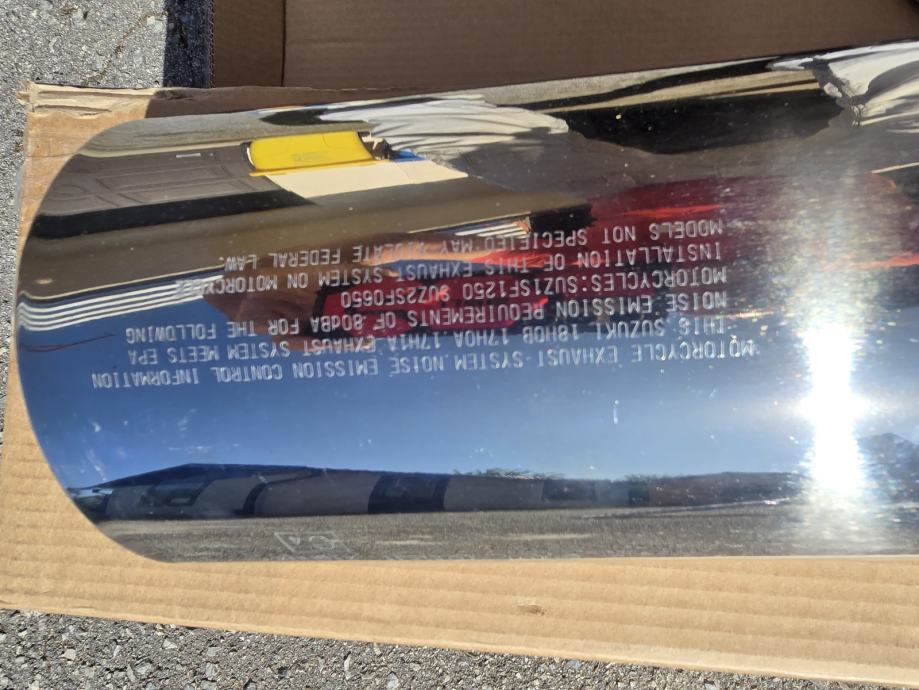 MOTORCYCLE EXHAUST SYSTEM NOISE EMISSION CONTROL INFORMATION
THIS SUZUKI 18H0B 17H0A 17H1A EXHAUST SYSTEM MEETS EPA
NOISE EMISSION REQUIREMENTS OF 80DBA FOR THE FOLLOWING
MOTORCYCLES:SUZ1SF1250 SUZ2SF0650
INSTALLATION OF THIS EXHAUST SYSTEM ON MOTORCYCLE
MODELS NOT SPECIFIED MAY VIOLATE FEDERAL LAW.